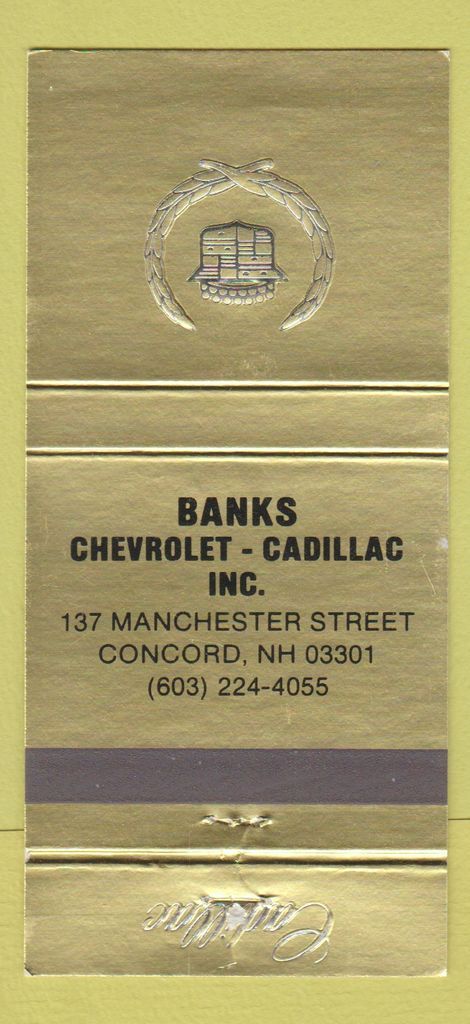 BANKS
CHEVROLET - CADILLAC
INC.
137 MANCHESTER STREET
CONCORD, NH 03301
(603) 224-4055
Cadillac